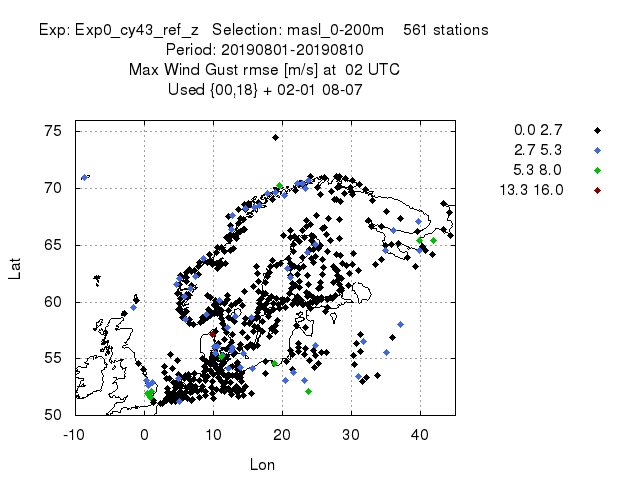 Exp: Exp0_cy43_ref_z   Selection: masl_0-200m    561 stations
Period: 20190801-20190810
Max Wind Gust rmse [m/s] at  02 UTC
Used {00,18} + 02-01 08-07
0.0 2.7
2.7 5.3
5.3 8.0
13.3 16.0
75
70
65
60
55
50
Lat
-10 0 10 20 30 40
Lon